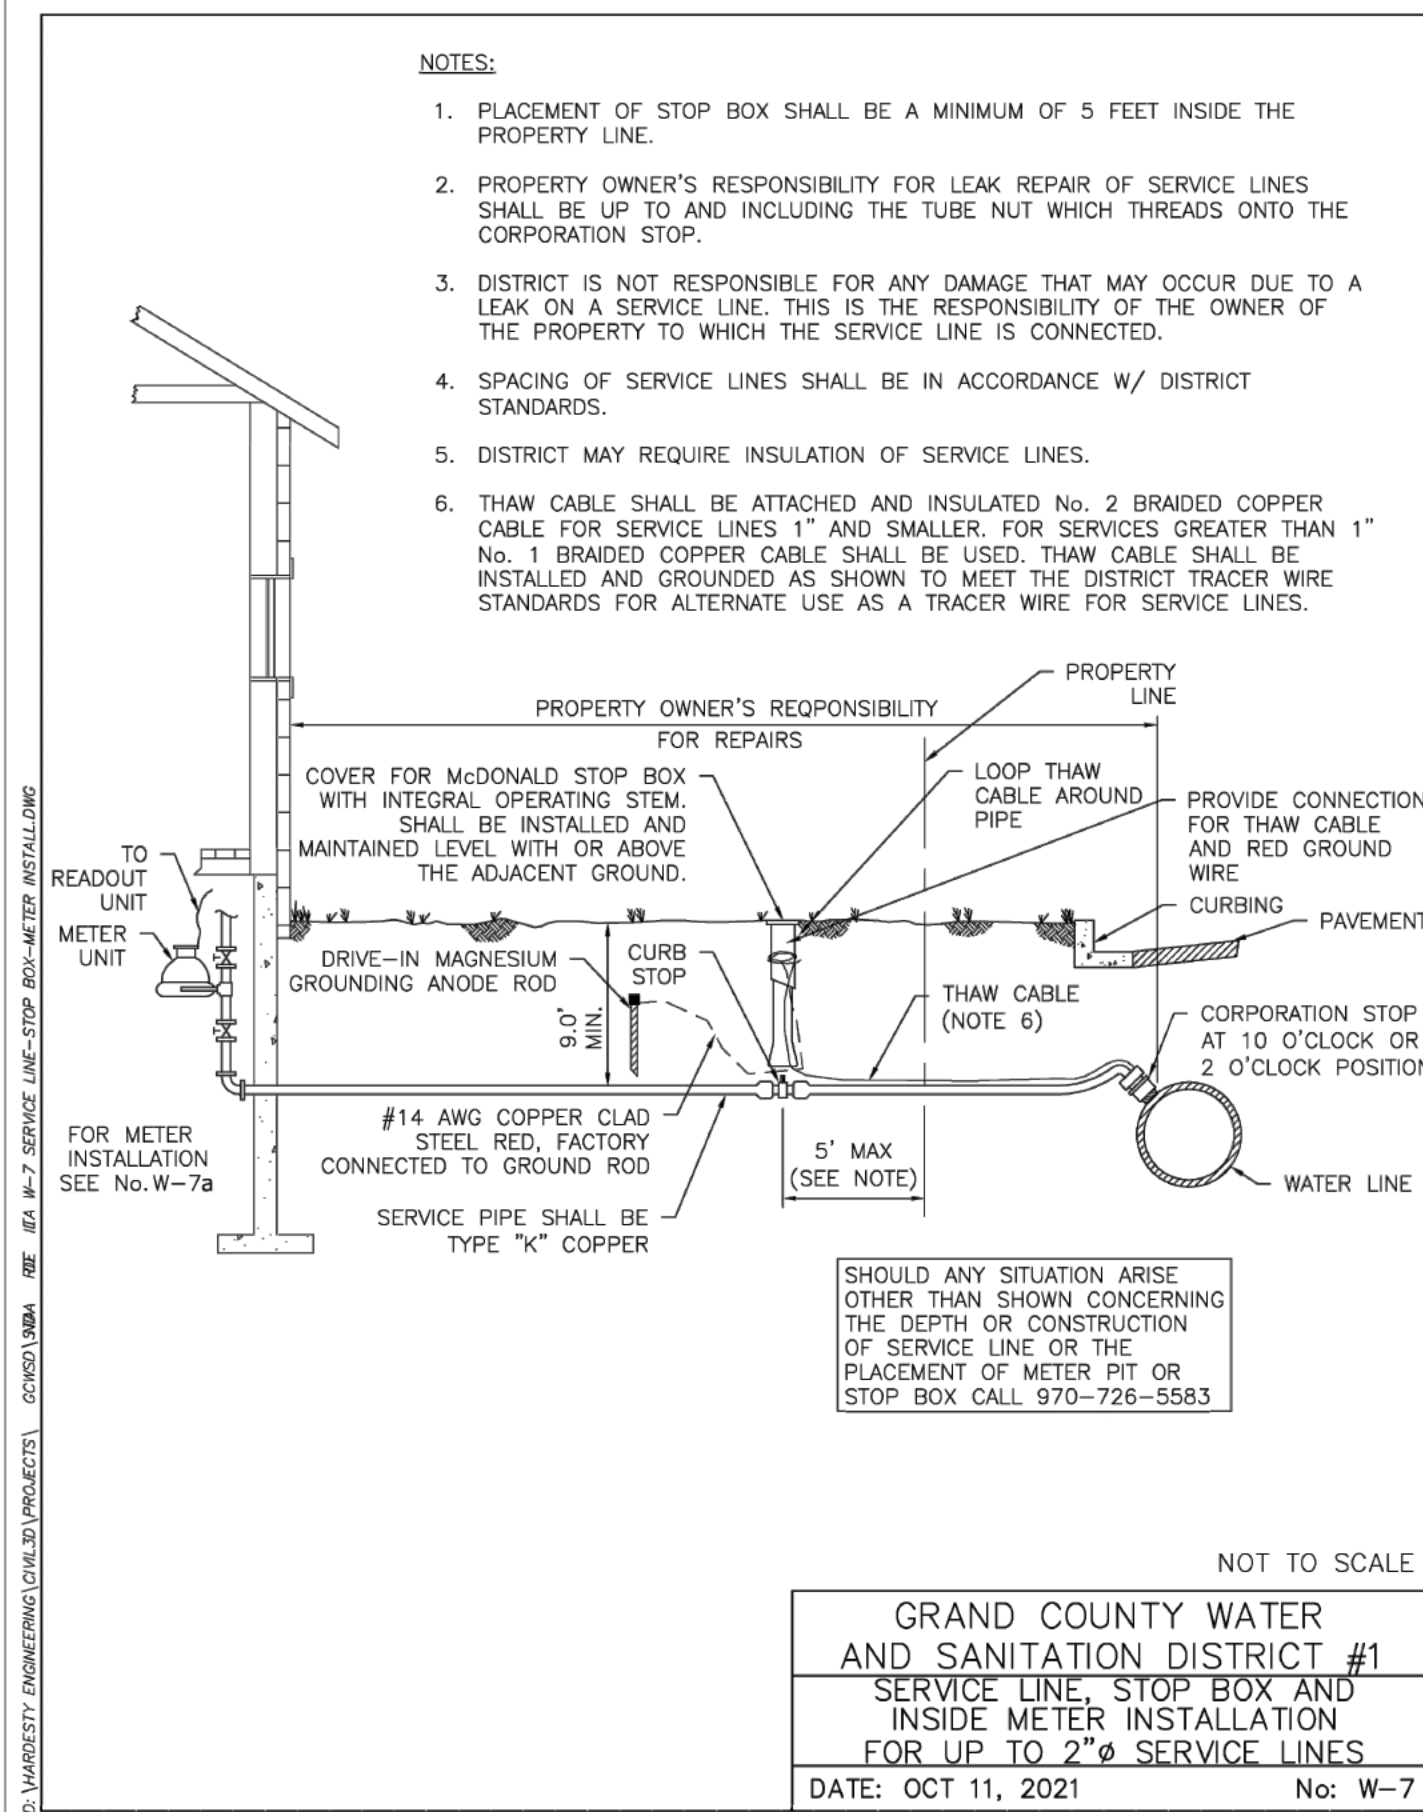 NOTES:
1. PLACEMENT OF STOP BOX SHALL BE A MINIMUM OF 5 FEET INSIDE THE
PROPERTY LINE.
2. PROPERTY OWNER'S RESPONSIBILITY FOR LEAK REPAIR OF SERVICE LINES
SHALL BE UP TO AND INCLUDING THE TUBE NUT WHICH THREADS ONTO THE
CORPORATION STOP.
3. DISTRICT IS NOT RESPONSIBLE FOR ANY DAMAGE THAT MAY OCCUR DUE TO A
LEAK ON A SERVICE LINE. THIS IS THE RESPONSIBILITY OF THE OWNER OF
THE PROPERTY TO WHICH THE SERVICE LINE IS CONNECTED.
4. SPACING OF SERVICE LINES SHALL BE IN ACCORDANCE W/ DISTRICT
STANDARDS.
5. DISTRICT MAY REQUIRE INSULATION OF SERVICE LINES.
6. THAW CABLE SHALL BE ATTACHED AND INSULATED No. 2 BRAIDED COPPER
CABLE FOR SERVICE LINES 1" AND SMALLER. FOR SERVICES GREATER THAN 1"
No. 1 BRAIDED COPPER CABLE SHALL BE USED. THAW CABLE SHALL BE
INSTALLED AND GROUNDED AS SHOWN TO MEET THE DISTRICT TRACER WIRE
STANDARDS FOR ALTERNATE USE AS A TRACER WIRE FOR SERVICE LINES.
PROPERTY
LINE
PROPERTY OWNER'S REQPONSIBILITY
FOR REPAIRS
COVER FOR McDONALD STOP BOX
WITH INTEGRAL OPERATING STEM.
SHALL BE INSTALLED AND
MAINTAINED LEVEL WITH OR ABOVE
THE ADJACENT GROUND.
LOOP THAW
CABLE AROUND
PIPE
PROVIDE CONNECTION
FOR THAW CABLE
AND RED GROUND
WIRE
CURBING
PAVEMENT
TO
READOUT
UNIT
METER
UNIT
DRIVE-IN MAGNESIUM
GROUNDING ANODE ROD
CURB
STOP
9.0'
MIN.
THAW CABLE
(NOTE 6)
CORPORATION STOP
AT 10 O'CLOCK OR
2 O'CLOCK POSITION
FOR METER
INSTALLATION
SEE No.W-7a
#14 AWG COPPER CLAD
STEEL RED, FACTORY
CONNECTED TO GROUND ROD
5' MAX
(SEE NOTE)
WATER LINE
SERVICE PIPE SHALL BE
TYPE "K" COPPER
SHOULD ANY SITUATION ARISE
OTHER THAN SHOWN CONCERNING
THE DEPTH OR CONSTRUCTION
OF SERVICE LINE OR THE
PLACEMENT OF METER PIT OR
STOP BOX CALL 970-726-5583
NOT TO SCALE
GRAND COUNTY WATER
AND SANITATION DISTRICT #1
SERVICE LINE, STOP BOX AND
INSIDE METER INSTALLATION
FOR UP TO 2"ø SERVICE LINES
DATE: OCT 11, 2021 No: W-7
D:\HARDESTY ENGINEERING\CIVIL3D\PROJECTS\ GCWSD\ W-7 SERVICE LINE-STOP BOX-METER INSTALL.DWG